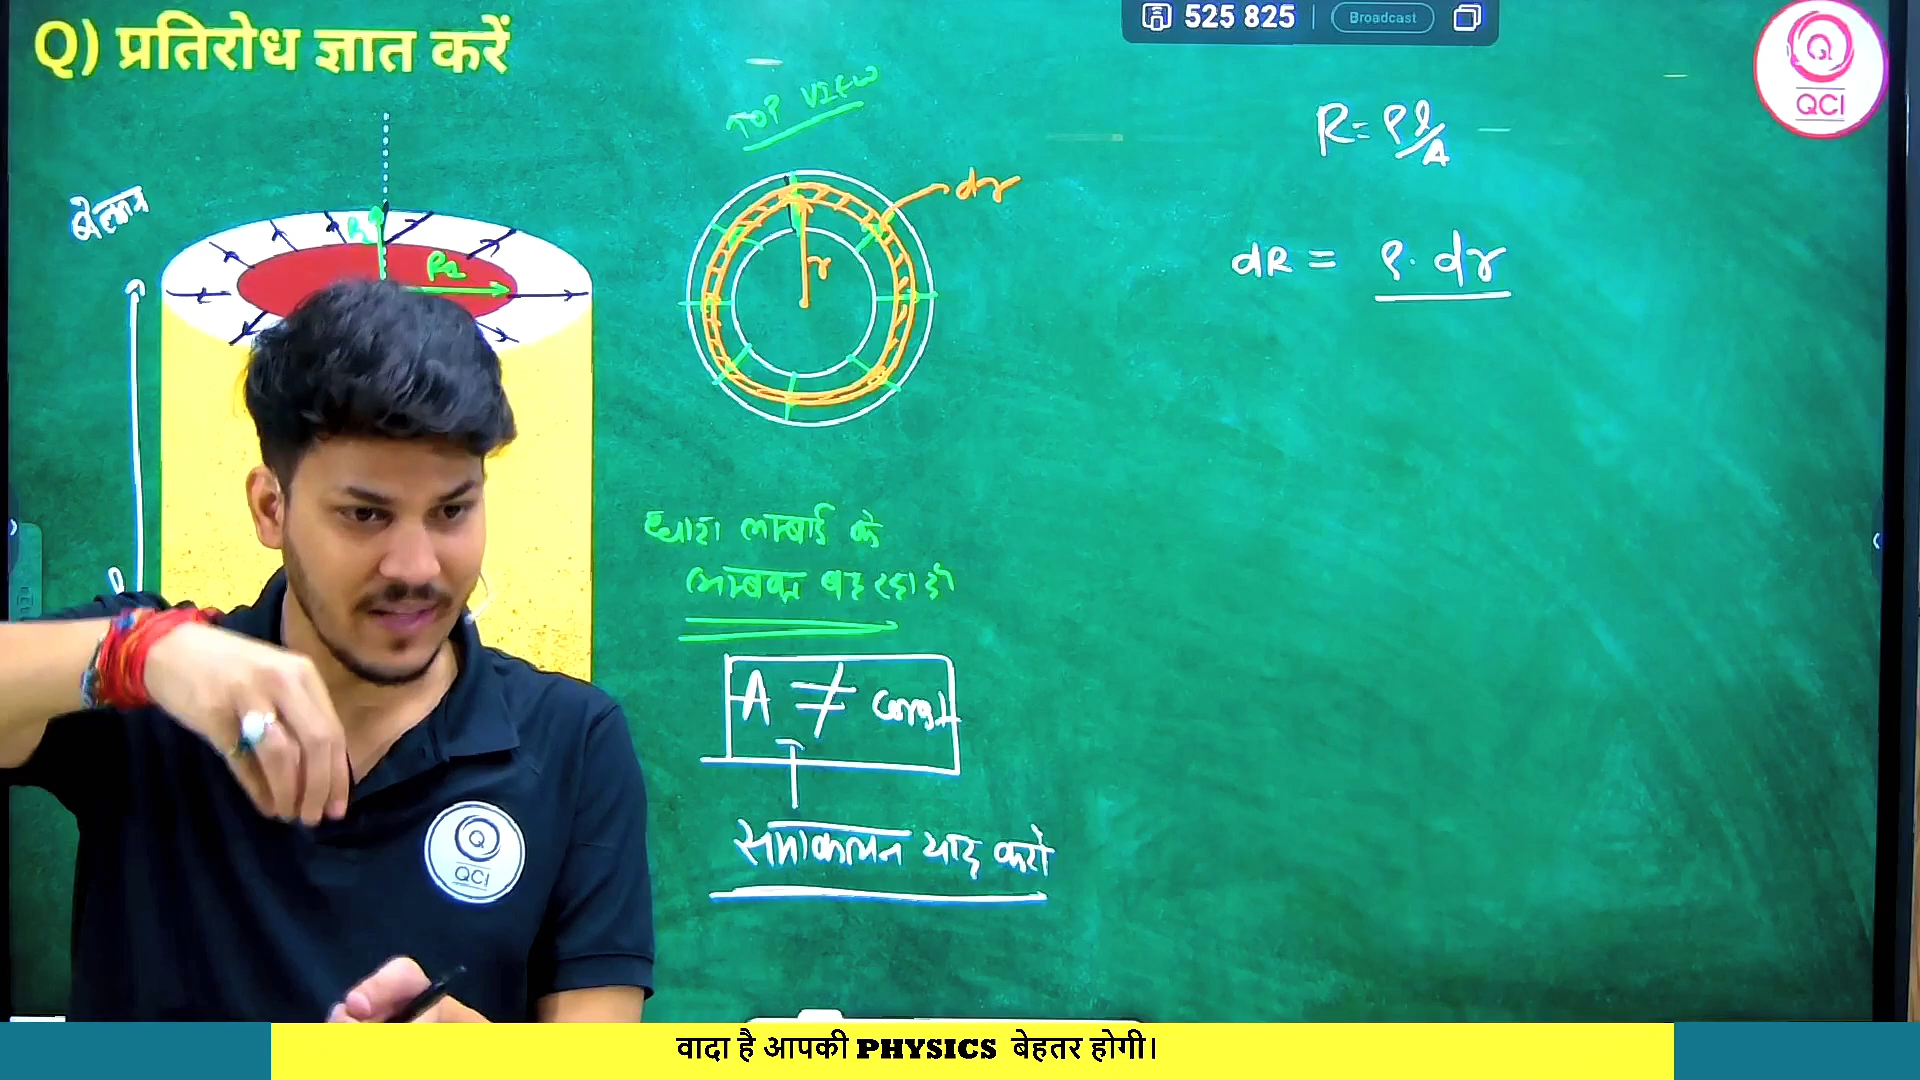 Q) प्रतिरोध ज्ञात करें
525 825
Broadcast
QCI
TOP VIEW
R = ρl/A
बेलन
dr
r
R2
dR = ρ. dr
धारा लम्बाई के
लम्बवत बह रहा है
A ≠ const
समाकलन याद करो
QCI
वादा है आपकी PHYSICS बेहतर होगी।